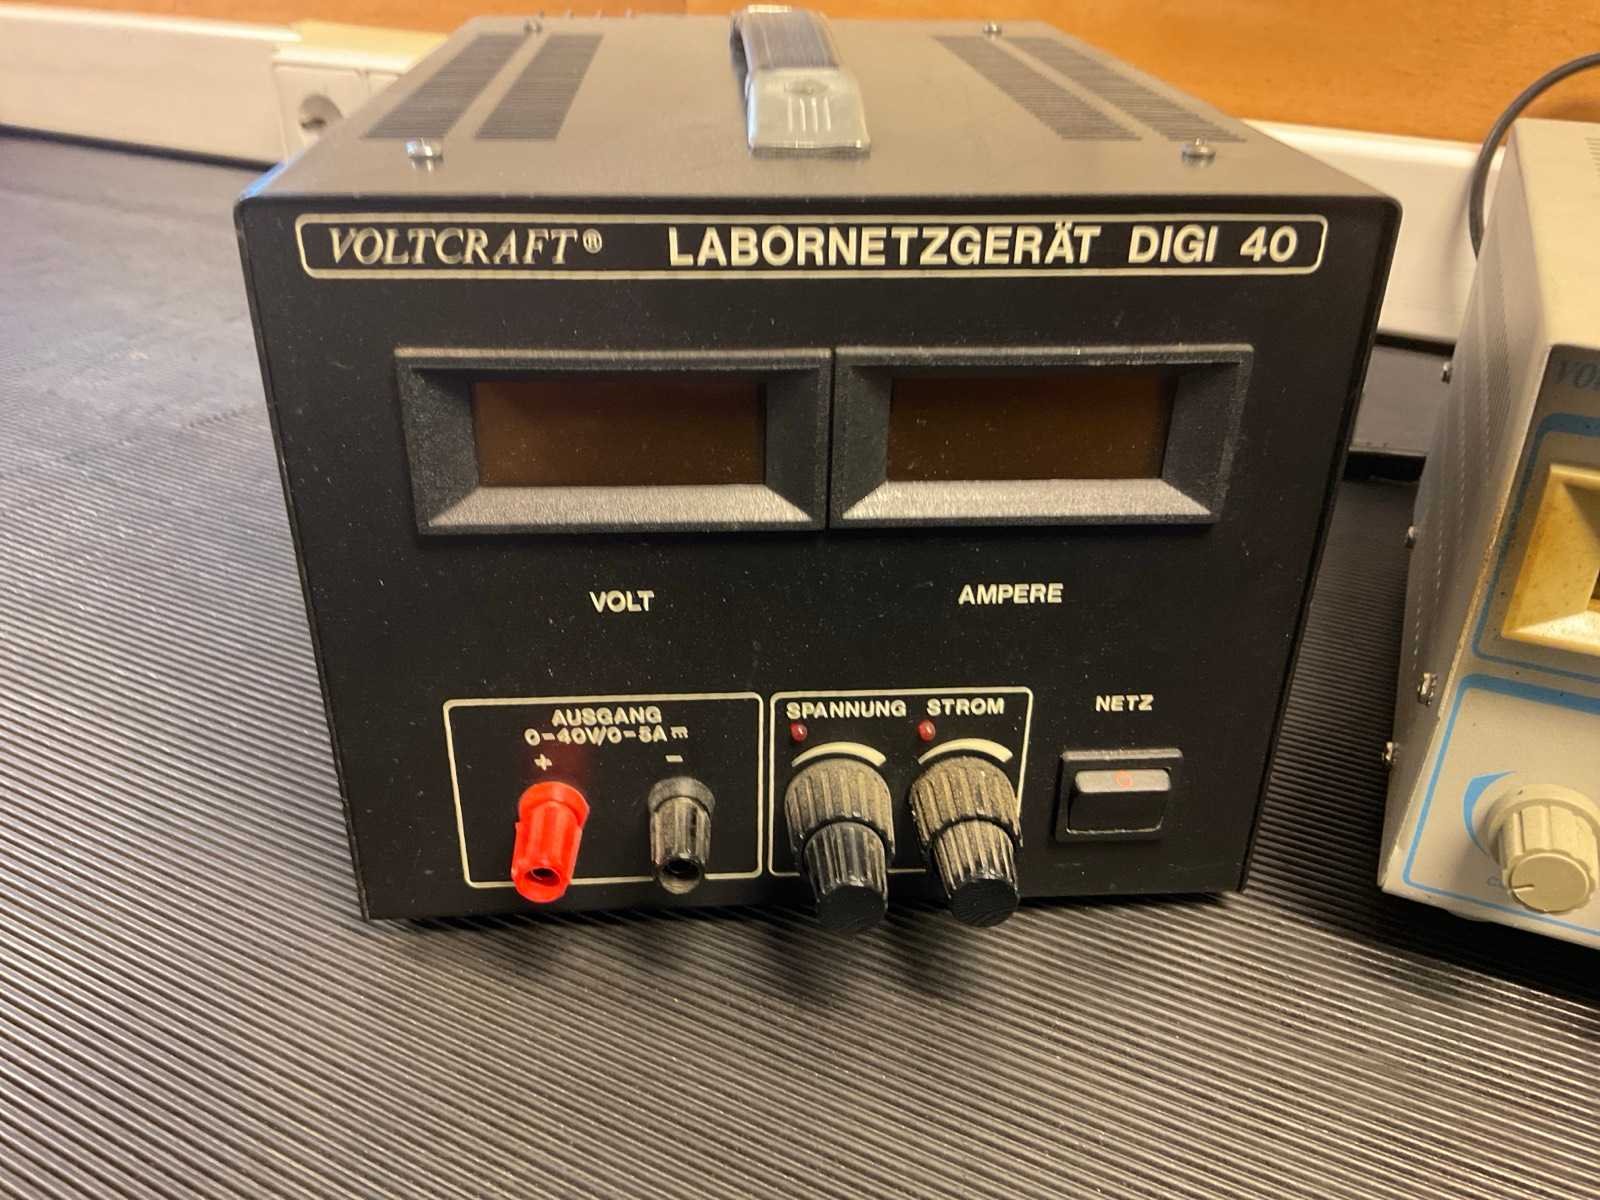 VOLTCRAFT® LABORNETZGERÄT DIGI 40
VOLT AMPERE
AUSGANG
0-40V/0-5A⎓
+ -
SPANNUNG STROM
NETZ